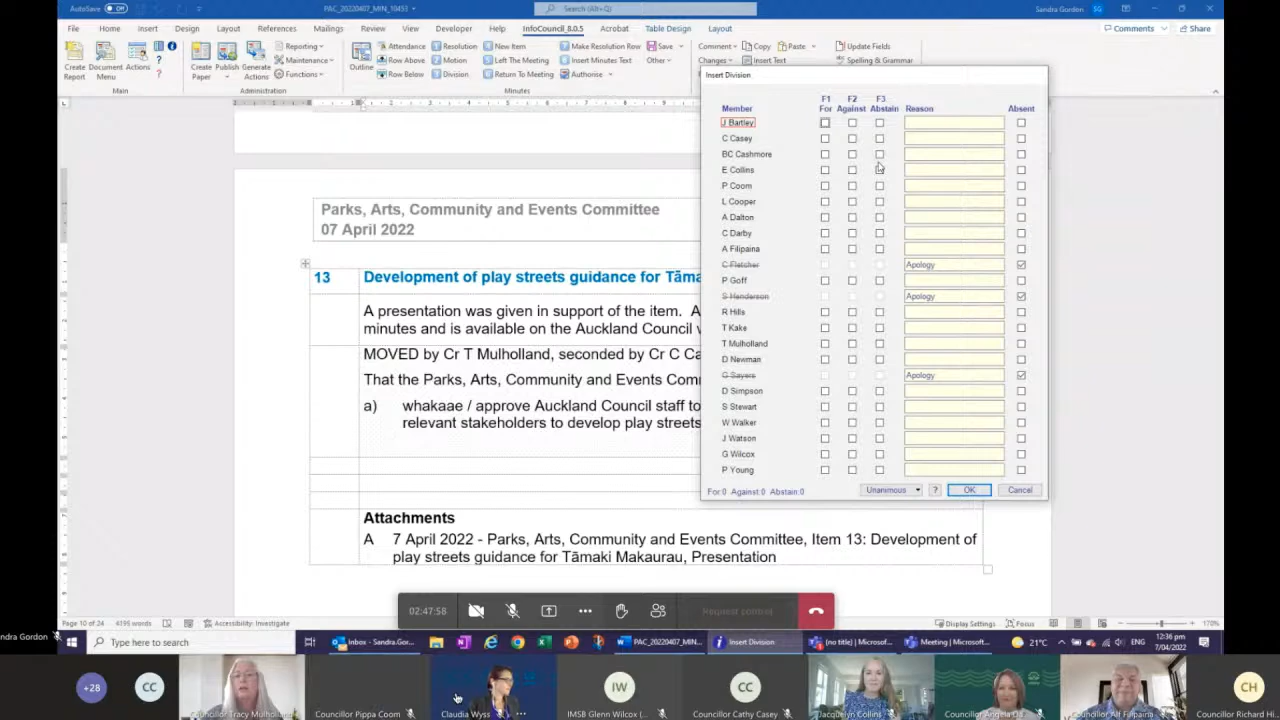 AutoSave Off
PAC_20220407_MIN_10453
Search (Alt+Q)
Sandra Gordon SG
File Home Insert Draw Design Layout References Mailings Review View Developer Help InfoCouncil_8.0.5 Acrobat Table Design Layout
Comments Share
Create Report
Document Menu
Actions
Main
Create Paper
Publish
Generate Actions
Reporting
Maintenance
Functions
Administration
Outline
Attendance
Row Above
Row Below
Resolution
Motion
Division
New Item
Left The Meeting
Return To Meeting
Make Resolution Row
Insert Minutes Text
Authorise
Minutes
Save
Other
Comment
Changes
Copy Paste
Insert Text
Update Fields
Spelling & Grammar
Parks, Arts, Community and Events Committee
07 April 2022
13 Development of play streets guidance for Tāma
A presentation was given in support of the item. A
minutes and is available on the Auckland Council
MOVED by Cr T Mulholland, seconded by Cr C Ca
That the Parks, Arts, Community and Events Com
a) whakaae / approve Auckland Council staff to
relevant stakeholders to develop play streets
Attachments
A 7 April 2022 - Parks, Arts, Community and Events Committee, Item 13: Development of
play streets guidance for Tāmaki Makaurau, Presentation
Insert Division
F1 F2 F3
Member For Against Abstain Reason Absent
J Bartley
C Casey
BC Cashmore
E Collins
P Coom
L Cooper
A Dalton
C Darby
A Filipaina
C Fletcher Apology
P Goff
S Henderson Apology
R Hills
T Kake
T Mulholland
D Newman
G Sayers Apology
D Simpson
S Stewart
W Walker
J Watson
G Wilcox
P Young
For:0 Against:0 Abstain:0
Unanimous ? OK Cancel
02:47:58
Request control
Page 10 of 24 4195 words Accessibility: Investigate
Display Settings Focus 170%
ndra Gordon
Type here to search
Inbox - Sandra.Gor...
PAC_20220407_MIN...
Insert Division
(no title) | Microsoft...
Meeting | Microsoft...
21°C
ENG
12:36 pm
7/04/2022
+28
CC
IW
CC
CH
Councillor Tracy Mulholland
Councillor Pippa Coom
Claudia Wyss
IMSB Glenn Wilcox (...
Councillor Cathy Casey
Jacquelyn Collins
Councillor Angela Da...
Councillor Alf Filipaina
Councillor Richard Hi